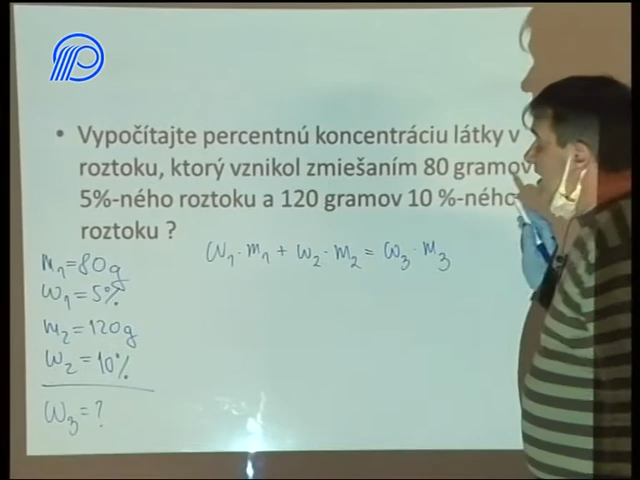 • Vypočítajte percentnú koncentráciu látky v
roztoku, ktorý vznikol zmiešaním 80 gramov
5%-ného roztoku a 120 gramov 10 %-ného
roztoku ?
m₁=80g
w₁=5%
m₂=120g
w₂=10%
w₃=?
w₁·m₁+w₂·m₂=w₃·m₃